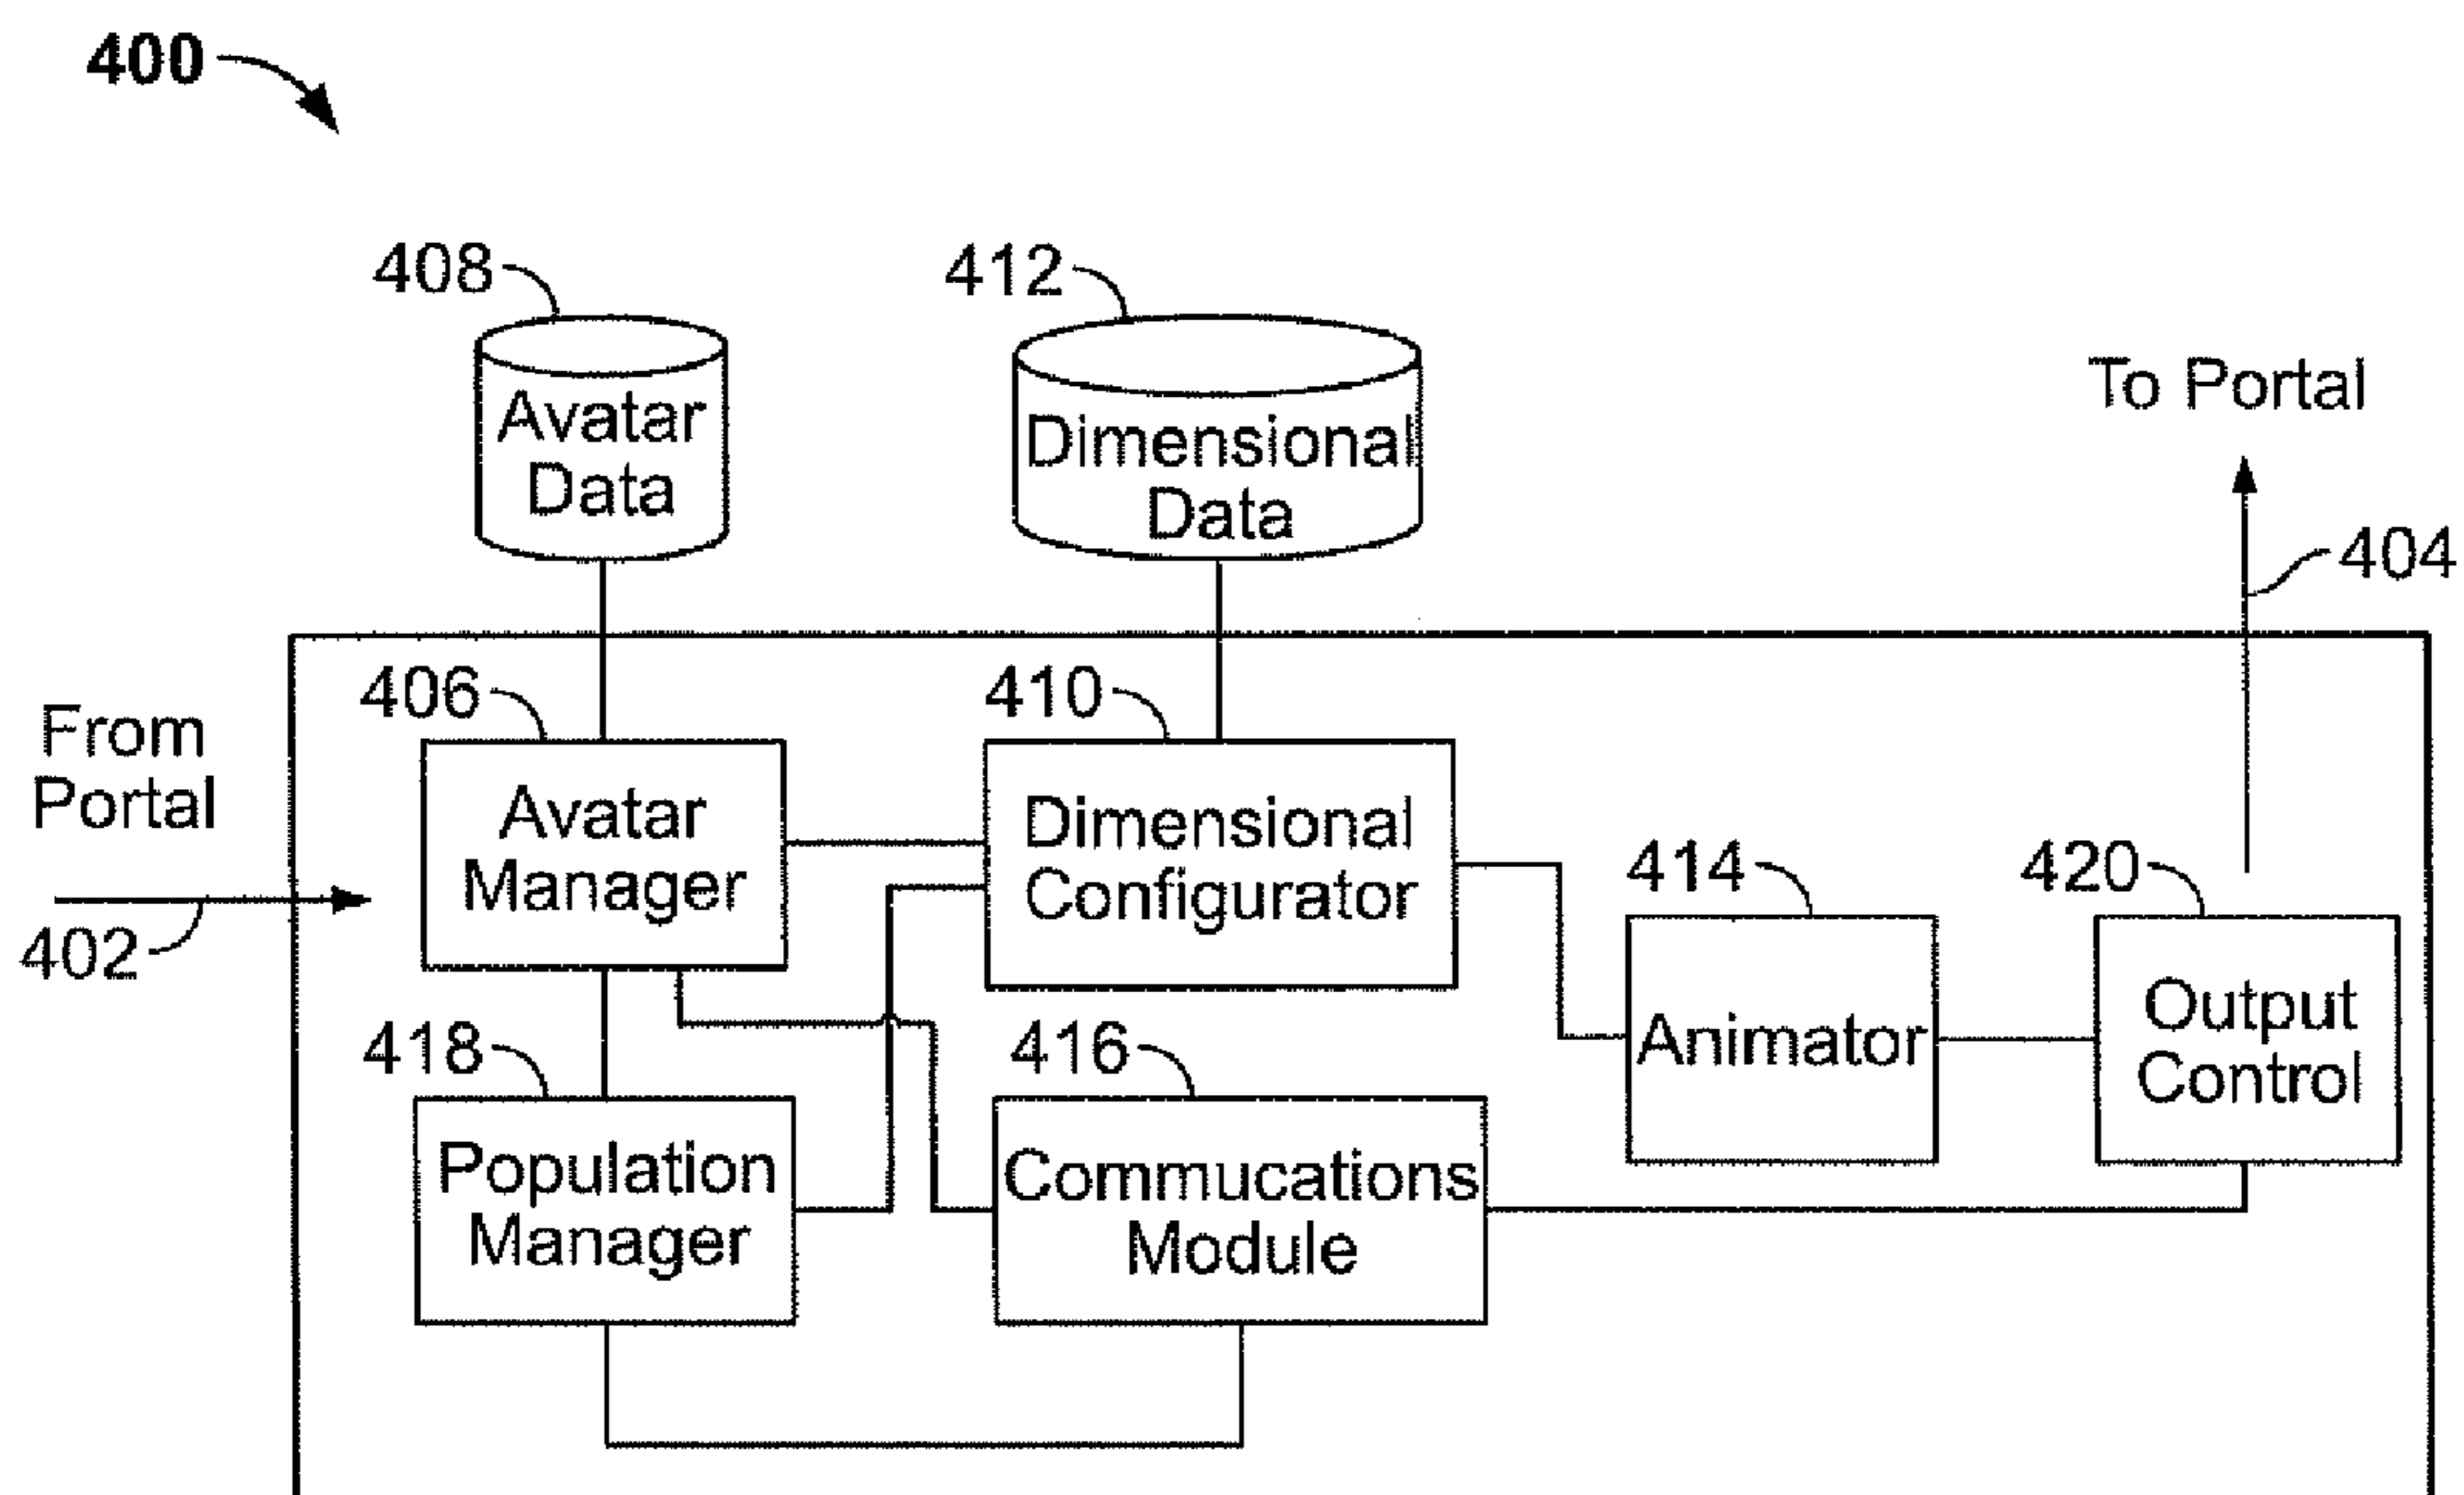 400
408
412
Avatar
Data
Dimensional
Data
To Portal
404
406
410
From
Portal
402
Avatar
Manager
Dimensional
Configurator
414
420
418
416
Animator
Output
Control
Population
Manager
Commucations
Module